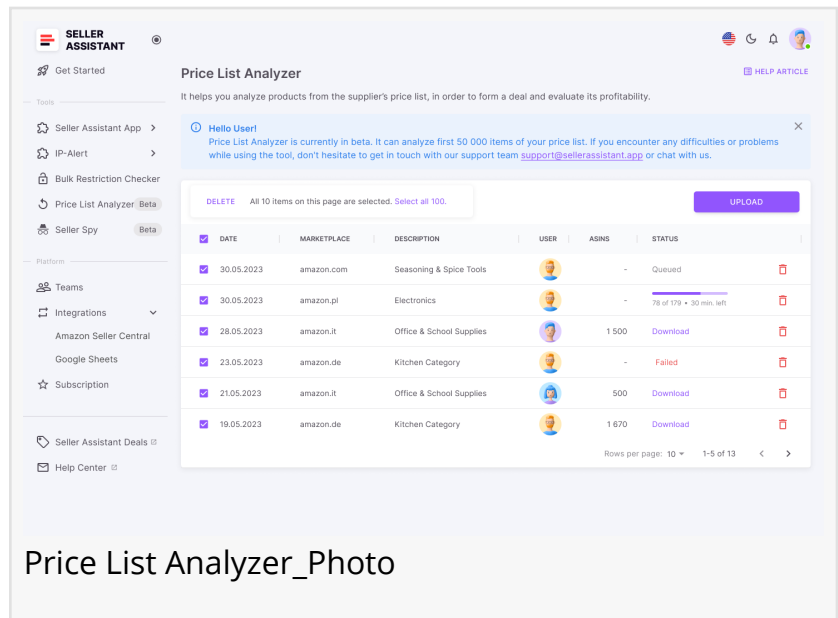 SELLER
ASSISTANT
Get Started
Tools
Seller Assistant App
IP-Alert
Bulk Restriction Checker
Price List Analyzer Beta
Seller Spy Beta
Platform
Teams
Integrations
Amazon Seller Central
Google Sheets
Subscription
Seller Assistant Deals
Help Center
Price List Analyzer
HELP ARTICLE
It helps you analyze products from the supplier's price list, in order to form a deal and evaluate its profitability.
Hello User!
Price List Analyzer is currently in beta. It can analyze first 50 000 items of your price list. If you encounter any difficulties or problems
while using the tool, don't hesitate to get in touch with our support team support@sellerassistant.app or chat with us.
DELETE All 10 items on this page are selected. Select all 100.
UPLOAD
DATE MARKETPLACE DESCRIPTION USER ASINS STATUS
30.05.2023 amazon.com Seasoning & Spice Tools - Queued
30.05.2023 amazon.pl Electronics - 78 of 179 • 30 min. left
28.05.2023 amazon.it Office & School Supplies 1 500 Download
23.05.2023 amazon.de Kitchen Category - Failed
21.05.2023 amazon.it Office & School Supplies 500 Download
19.05.2023 amazon.de Kitchen Category 1 670 Download
Rows per page: 10 1-5 of 13
Price List Analyzer_Photo